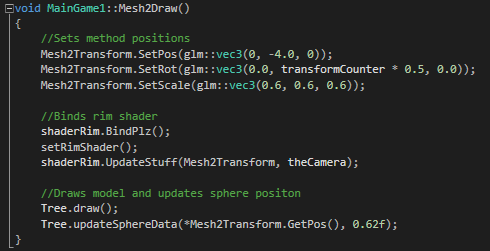 void MainGame1::Mesh2Draw()
{
//Sets method positions
Mesh2Transform.SetPos(glm::vec3(0, -4.0, 0));
Mesh2Transform.SetRot(glm::vec3(0.0, transformCounter * 0.5, 0.0));
Mesh2Transform.SetScale(glm::vec3(0.6, 0.6, 0.6));
//Binds rim shader
shaderRim.BindPlz();
setRimShader();
shaderRim.UpdateStuff(Mesh2Transform, theCamera);
//Draws model and updates sphere positon
Tree.draw();
Tree.updateSphereData(*Mesh2Transform.GetPos(), 0.62f);
}